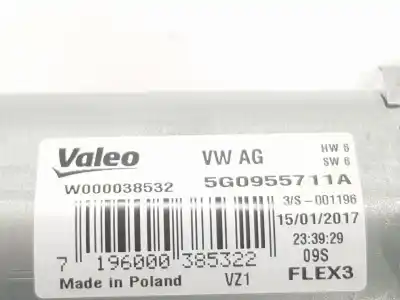 Valeo VW AG HW 6
SW 6
W000038532 5G0955711A
3/S-001196
15/01/2017
23:39:29
7 196000 385322 09S
Made in Poland VZ1 FLEX3